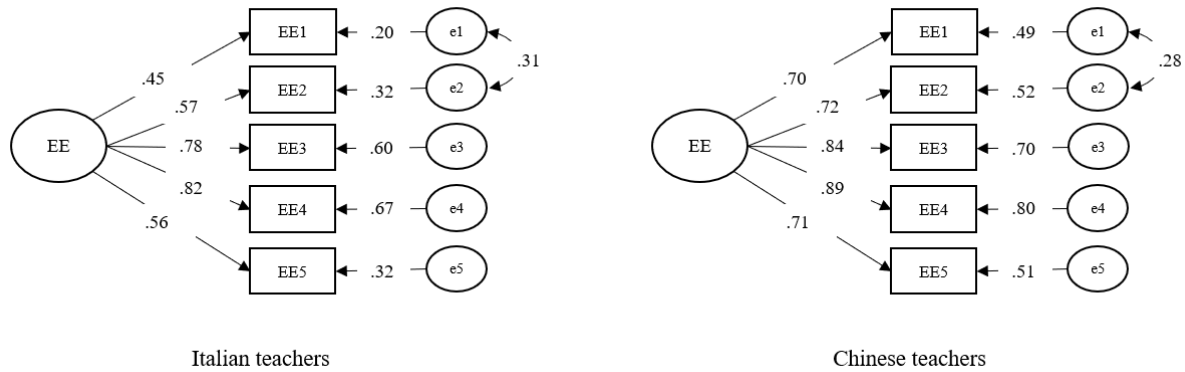 EE1 .20 e1
.31
.45
EE2 .32 e2
.57
EE .78 EE3 .60 e3
.82
EE4 .67 e4
.56
EE5 .32 e5
Italian teachers
EE1 .49 e1
.28
.70
EE2 .52 e2
.72
EE .84 EE3 .70 e3
.89
EE4 .80 e4
.71
EE5 .51 e5
Chinese teachers